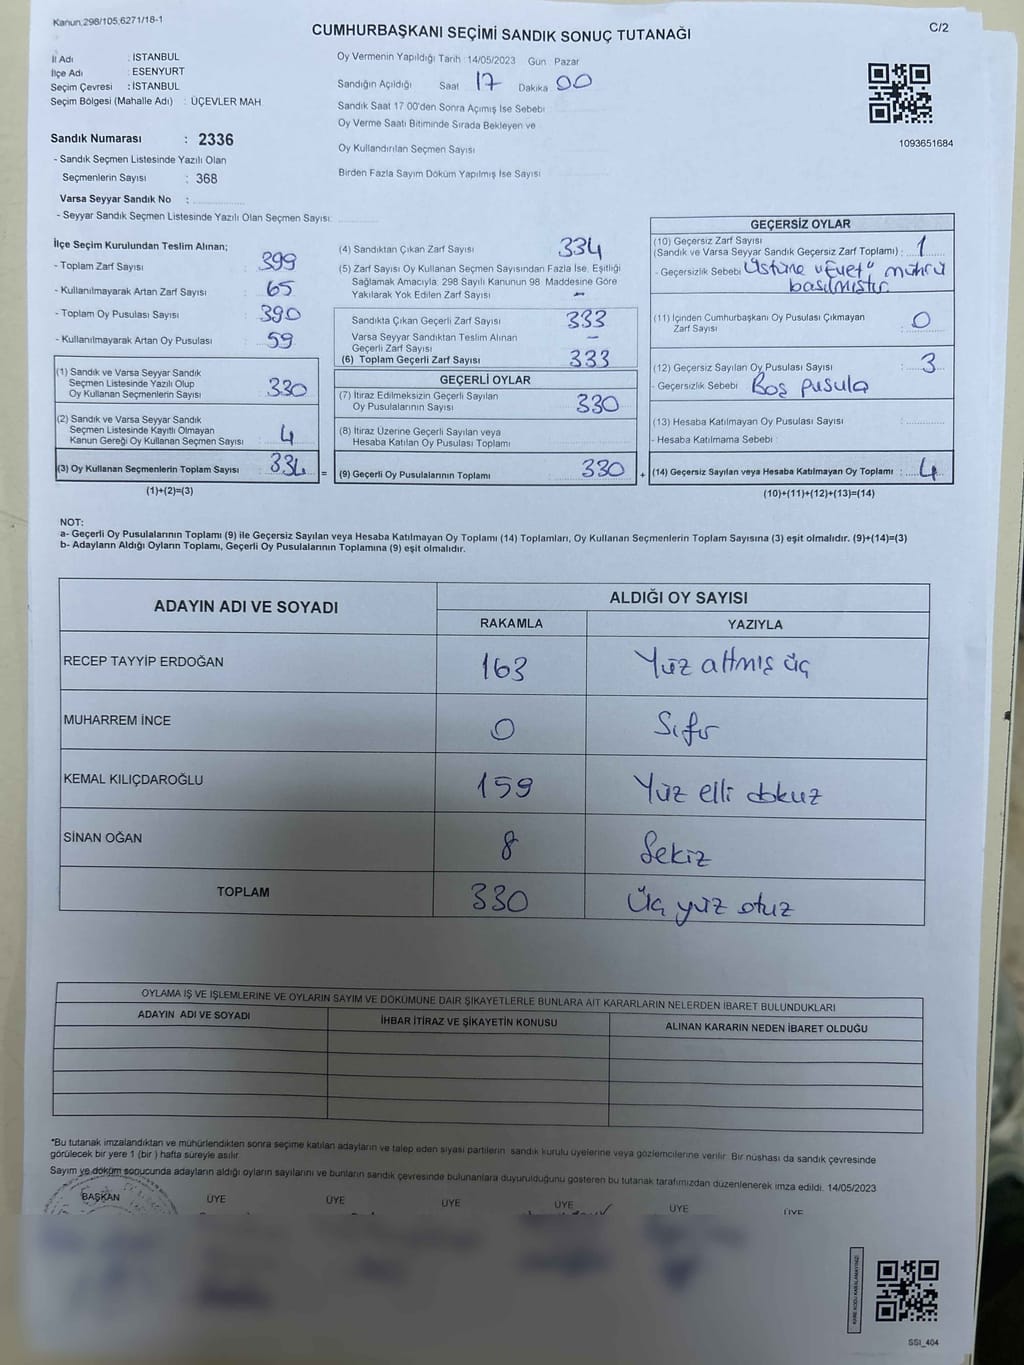 Kanun,298/105,6271/18-1
CUMHURBAŞKANI SEÇİMİ SANDIK SONUÇ TUTANAĞI
C/2
İl Adı : İSTANBUL
İlçe Adı : ESENYURT
Seçim Çevresi : İSTANBUL
Seçim Bölgesi (Mahalle Adı) : ÜÇEVLER MAH
Oy Vermenin Yapıldığı Tarih : 14/05/2023 Gün : Pazar
Sandığın Açıldığı Saat 17 Dakika 00
Sandık Saat 17 00'den Sonra Açımış İse Sebebi
Oy Verme Saati Bitiminde Sırada Bekleyen ve
Oy Kullandırılan Seçmen Sayısı
Birden Fazla Sayım Döküm Yapılmış İse Sayısı
1093651684
Sandık Numarası : 2336
- Sandık Seçmen Listesinde Yazılı Olan
Seçmenlerin Sayısı : 368
Varsa Seyyar Sandık No :
- Seyyar Sandık Seçmen Listesinde Yazılı Olan Seçmen Sayısı:
İlçe Seçim Kurulundan Teslim Alınan;
- Toplam Zarf Sayısı : 399
- Kullanılmayarak Artan Zarf Sayısı : 65
- Toplam Oy Pusulası Sayısı : 390
- Kullanılmayarak Artan Oy Pusulası : 59
(1) Sandık ve Varsa Seyyar Sandık
Seçmen Listesinde Yazılı Olup
Oy Kullanan Seçmenlerin Sayısı : 330
(2) Sandık ve Varsa Seyyar Sandık
Seçmen Listesinde Kayıtlı Olmayan
Kanun Gereği Oy Kullanan Seçmen Sayısı : 4
(3) Oy Kullanan Seçmenlerin Toplam Sayısı : 334 =
(1)+(2)=(3)
(4) Sandıktan Çıkan Zarf Sayısı 334
(5) Zarf Sayısı Oy Kullanan Seçmen Sayısından Fazla İse, Eşitliği
Sağlamak Amacıyla, 298 Sayılı Kanunun 98. Maddesine Göre
Yakılarak Yok Edilen Zarf Sayısı : -
Sandıkta Çıkan Geçerli Zarf Sayısı : 333
Varsa Seyyar Sandıktan Teslim Alınan
Geçerli Zarf Sayısı : -
(6) Toplam Geçerli Zarf Sayısı : 333
GEÇERLİ OYLAR
(7) İtiraz Edilmeksizin Geçerli Sayılan
Oy Pusulalarının Sayısı : 330
(8) İtiraz Üzerine Geçerli Sayılan veya
Hesaba Katılan Oy Pusulası Toplamı
(9) Geçerli Oy Pusulalarının Toplamı : 330 +
GEÇERSİZ OYLAR
(10) Geçersiz Zarf Sayısı
(Sandık ve Varsa Seyyar Sandık Geçersiz Zarf Toplamı) : 1
- Geçersizlik Sebebi : Üstüne "Evet" mührü
basılmıştır.
(11) İçinden Cumhurbaşkanı Oy Pusulası Çıkmayan
Zarf Sayısı : 0
(12) Geçersiz Sayılan Oy Pusulası Sayısı : 3
- Geçersizlik Sebebi : Boş pusula
(13) Hesaba Katılmayan Oy Pusulası Sayısı :
- Hesaba Katılmama Sebebi :
(14) Geçersiz Sayılan veya Hesaba Katılmayan Oy Toplamı : 4
(10)+(11)+(12)+(13)=(14)
NOT:
a- Geçerli Oy Pusulalarının Toplamı (9) ile Geçersiz Sayılan veya Hesaba Katılmayan Oy Toplamı (14) Toplamları, Oy Kullanan Seçmenlerin Toplam Sayısına (3) eşit olmalıdır. (9)+(14)=(3)
b- Adayların Aldığı Oyların Toplamı, Geçerli Oy Pusulalarının Toplamına (9) eşit olmalıdır.
ADAYIN ADI VE SOYADI
ALDIĞI OY SAYISI
RAKAMLA YAZIYLA
RECEP TAYYİP ERDOĞAN 163 Yüz altmış üç
MUHARREM İNCE 0 Sıfır
KEMAL KILIÇDAROĞLU 159 Yüz elli dokuz
SİNAN OĞAN 8 Sekiz
TOPLAM 330 Üç yüz otuz
OYLAMA İŞ VE İŞLEMLERİNE VE OYLARIN SAYIM VE DÖKÜMÜNE DAİR ŞİKAYETLERLE BUNLARA AİT KARARLARIN NELERDEN İBARET BULUNDUKLARI
ADAYIN ADI VE SOYADI İHBAR İTİRAZ VE ŞİKAYETİN KONUSU ALINAN KARARIN NEDEN İBARET OLDUĞU
*Bu tutanak imzalandıktan ve mühürlendikten sonra seçime katılan adayların ve talep eden siyasi partilerin sandık kurulu üyelerine veya gözlemcilerine verilir. Bir nüshası da sandık çevresinde
görülecek bir yere 1 (bir) hafta süreyle asılır
Sayım ve döküm sonucunda adayların aldığı oyların sayılarını ve bunların sandık çevresinde bulunanlara duyurulduğunu gösteren bu tutanak tarafımızdan düzenlenerek imza edildi. 14/05/2023
BAŞKAN ÜYE ÜYE ÜYE ÜYE ÜYE ÜYE
SSI_404